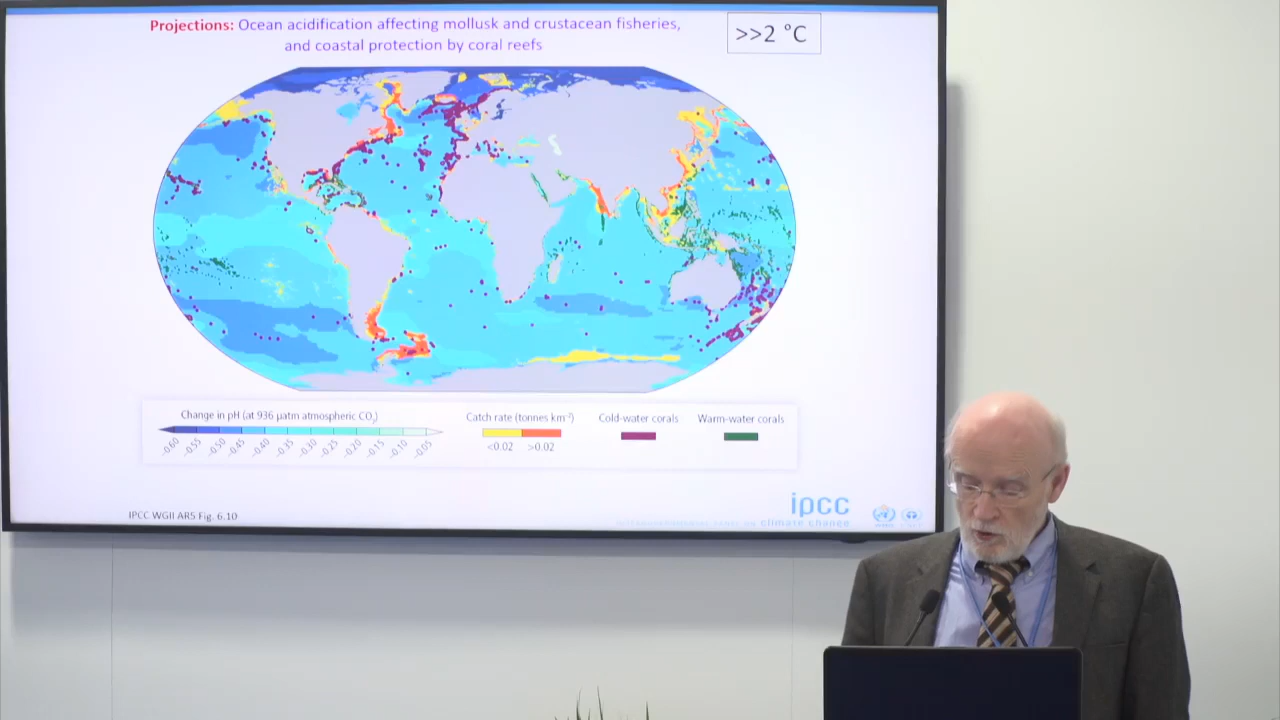 Projections: Ocean acidification affecting mollusk and crustacean fisheries,
and coastal protection by coral reefs
>>2 °C
Change in pH (at 936 µatm atmospheric CO₂)
-0.60 -0.55 -0.50 -0.45 -0.40 -0.35 -0.30 -0.25 -0.20 -0.15 -0.10 -0.05
Catch rate (tonnes km⁻²)
<0.02 >0.02
Cold-water corals
Warm-water corals
IPCC WGII AR5 Fig. 6.10
ipcc
climate change